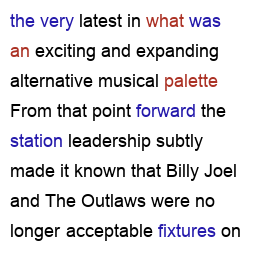 the very latest in what was
an exciting and expanding
alternative musical palette
From that point forward the
station leadership subtly
made it known that Billy Joel
and The Outlaws were no
longer acceptable fixtures on